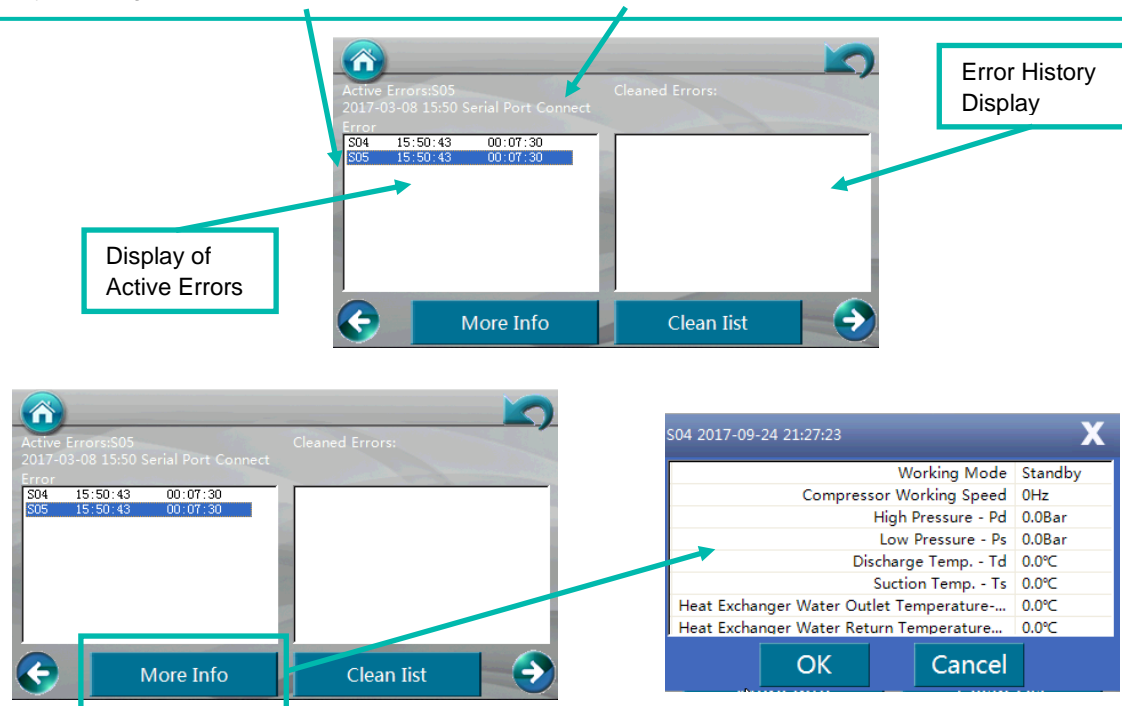 Active Errors:S05
Cleaned Errors:
2017-03-08 15:50 Serial Port Connect
Error
S04 15:50:43 00:07:30
S05 15:50:43 00:07:30
Error History
Display
Display of
Active Errors
More Info
Clean Iist
Active Errors:S05
Cleaned Errors:
2017-03-08 15:50 Serial Port Connect
Error
S04 15:50:43 00:07:30
S05 15:50:43 00:07:30
More Info
Clean Iist
S04 2017-09-24 21:27:23
X
Working Mode Standby
Compressor Working Speed 0Hz
High Pressure - Pd 0.0Bar
Low Pressure - Ps 0.0Bar
Discharge Temp. - Td 0.0℃
Suction Temp. - Ts 0.0℃
Heat Exchanger Water Outlet Temperature-... 0.0℃
Heat Exchanger Water Return Temperature... 0.0℃
OK
Cancel